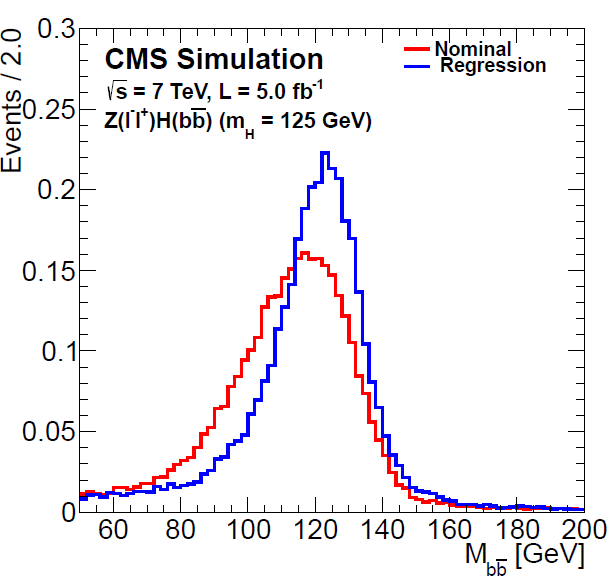 0.3
CMS Simulation
Nominal
Regression
√s = 7 TeV, L = 5.0 fb⁻¹
Z(l⁻l⁺)H(bb̅) (m_H = 125 GeV)
Events / 2.0
0.25
0.2
0.15
0.1
0.05
0
60 80 100 120 140 160 180 200
M_bb̅ [GeV]